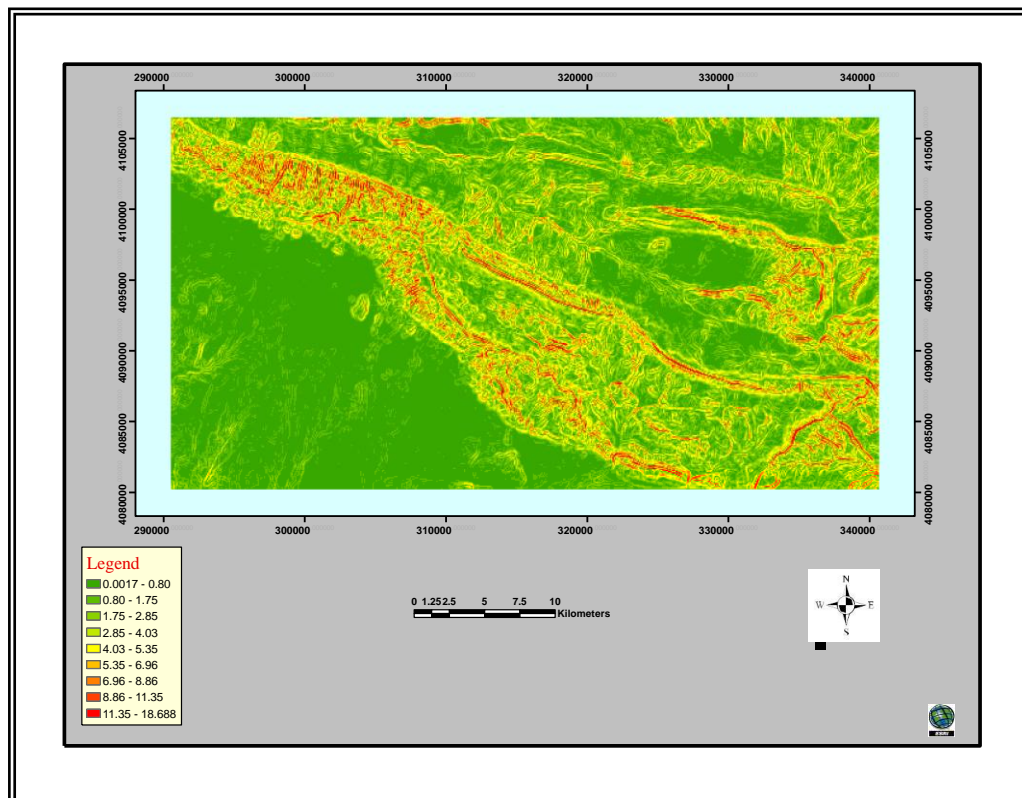 290000 300000 310000 320000 330000 340000
4105000 4105000
4100000 4100000
4095000 4095000
4090000 4090000
4085000 4085000
4080000 4080000
290000 300000 310000 320000 330000 340000
Legend
0.0017 - 0.80
0.80 - 1.75
1.75 - 2.85
2.85 - 4.03
4.03 - 5.35
5.35 - 6.96
6.96 - 8.86
8.86 - 11.35
11.35 - 18.688
0 1.25 2.5 5 7.5 10
Kilometers
N
W E
S
ESRI